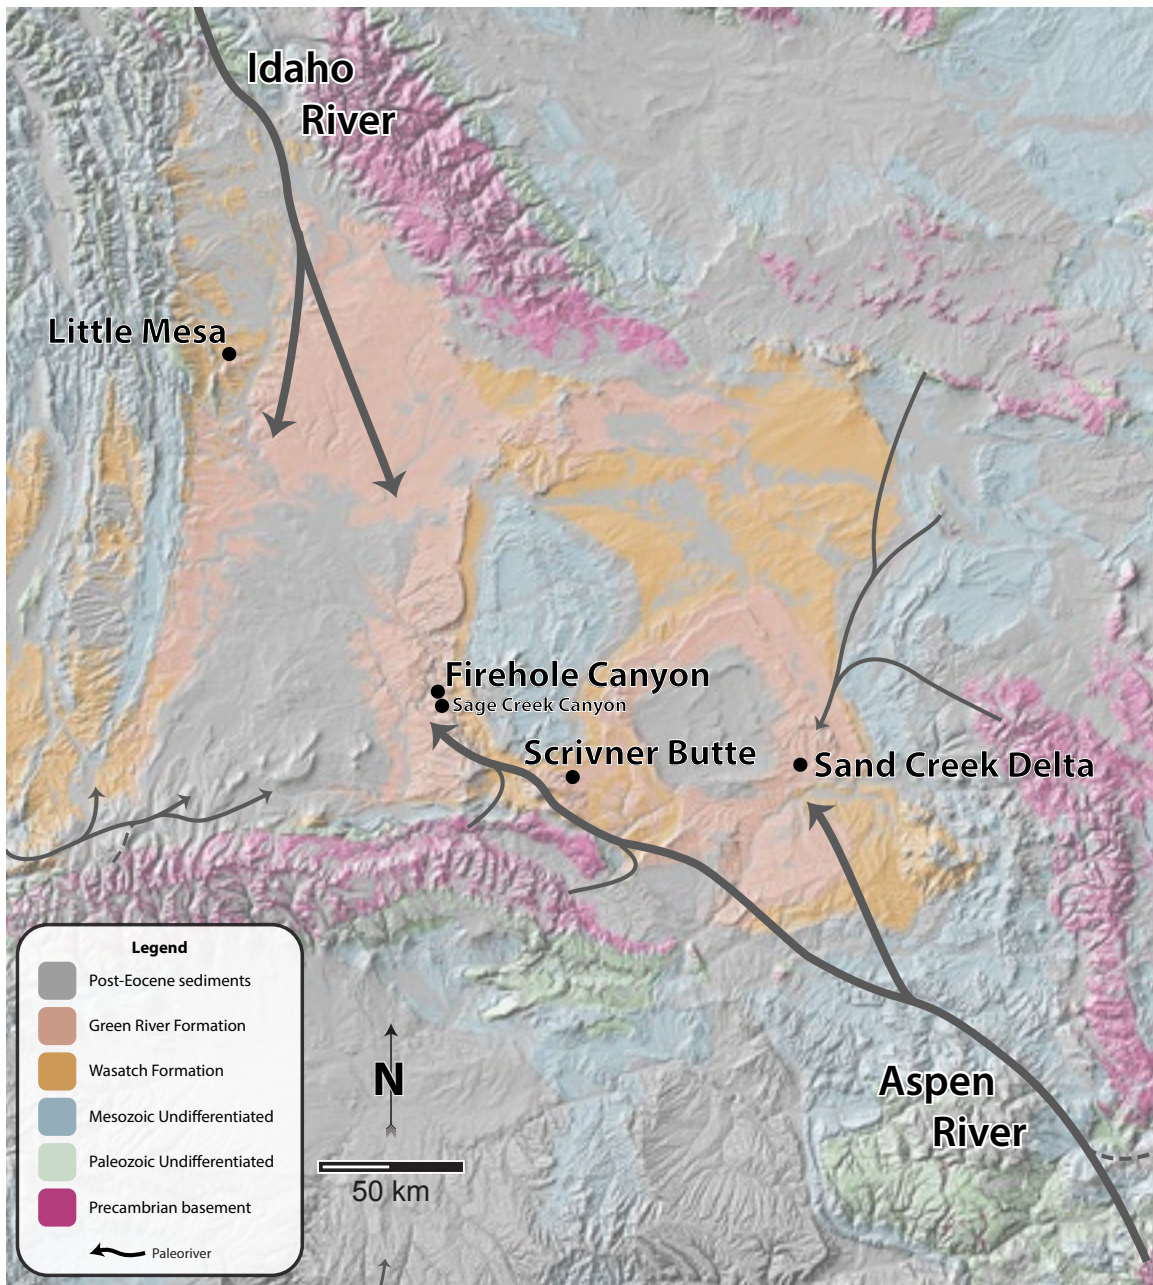 Idaho
River
Little Mesa
Firehole Canyon
Sage Creek Canyon
Scrivner Butte
Sand Creek Delta
Aspen
River
Legend
Post-Eocene sediments
Green River Formation
Wasatch Formation
Mesozoic Undifferentiated
Paleozoic Undifferentiated
Precambrian basement
Paleoriver
N
50 km